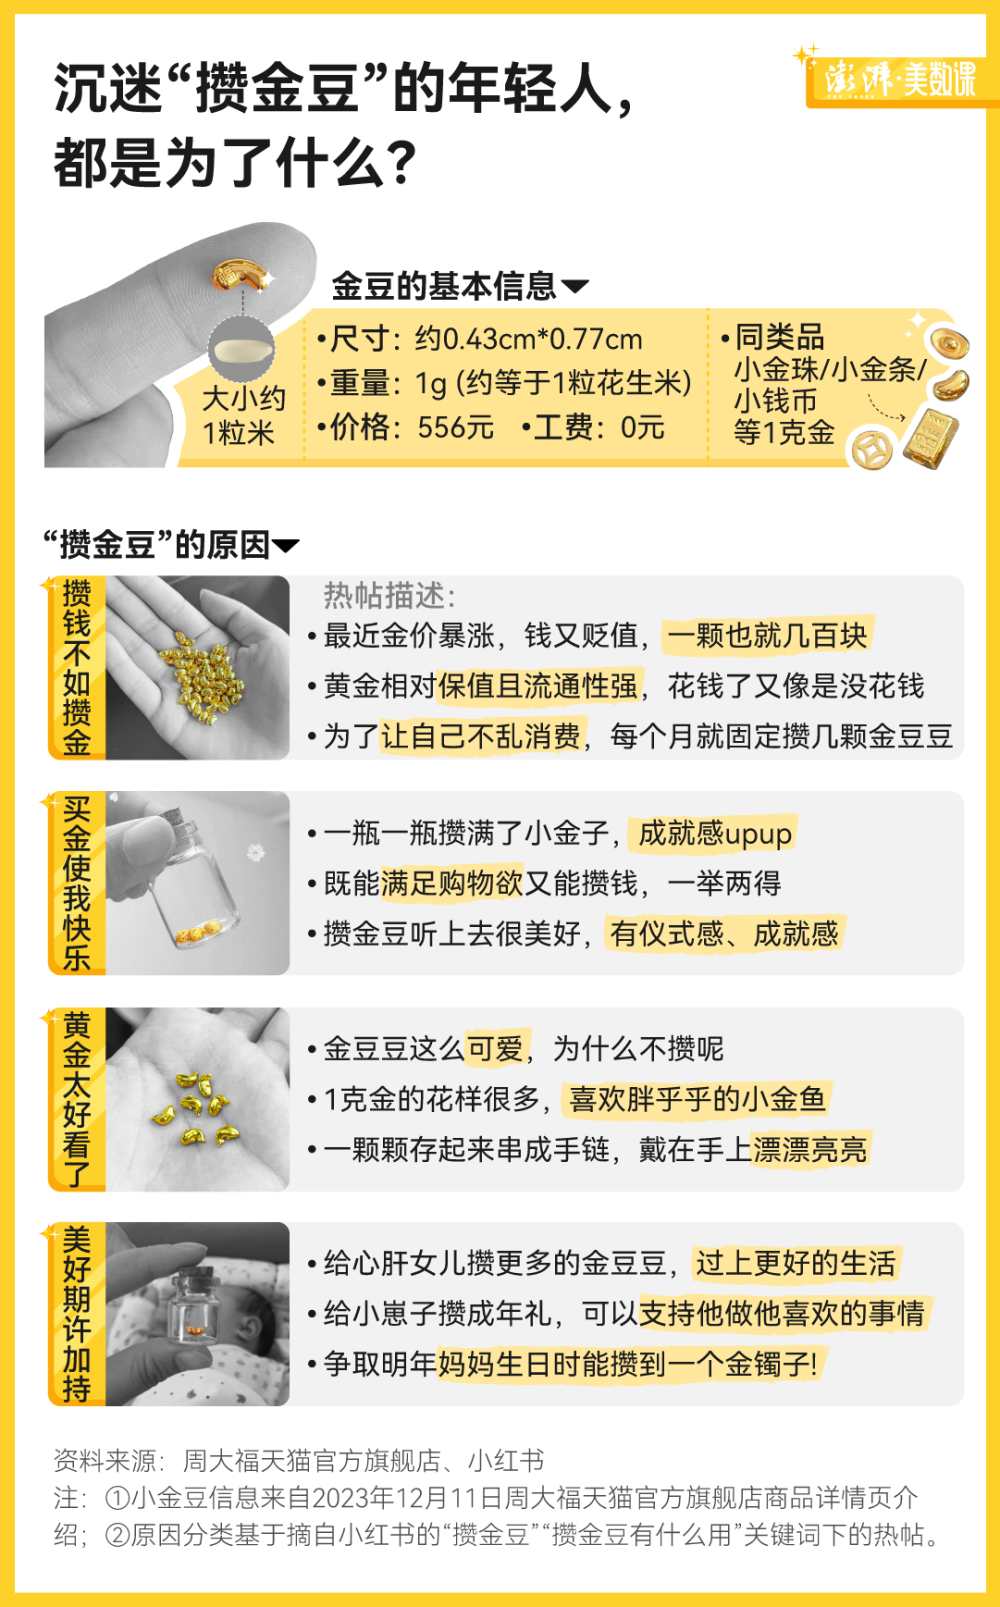 沉迷“攒金豆”的年轻人，
都是为了什么？
澎湃·美数课
金豆的基本信息
大小约
1粒米
•尺寸：约0.43cm*0.77cm
•重量：1g (约等于1粒花生米)
•价格：556元 •工费：0元
•同类品
小金珠/小金条/
小钱币
等1克金
“攒金豆”的原因
攒钱不如攒金
热帖描述：
•最近金价暴涨，钱又贬值，一颗也就几百块
•黄金相对保值且流通性强，花钱了又像是没花钱
•为了让自己不乱消费，每个月就固定攒几颗金豆豆
买金使我快乐
•一瓶一瓶攒满了小金子，成就感upup
•既能满足购物欲又能攒钱，一举两得
•攒金豆听上去很美好，有仪式感、成就感
黄金太好看了
•金豆豆这么可爱，为什么不攒呢
•1克金的花样很多，喜欢胖乎乎的小金鱼
•一颗颗存起来串成手链，戴在手上漂漂亮亮
美好期许加持
•给心肝女儿攒更多的金豆豆，过上更好的生活
•给小崽子攒成年礼，可以支持他做他喜欢的事情
•争取明年妈妈生日时能攒到一个金镯子!
资料来源：周大福天猫官方旗舰店、小红书
注：①小金豆信息来自2023年12月11日周大福天猫官方旗舰店商品详情页介
绍；②原因分类基于摘自小红书的“攒金豆”“攒金豆有什么用”关键词下的热帖。